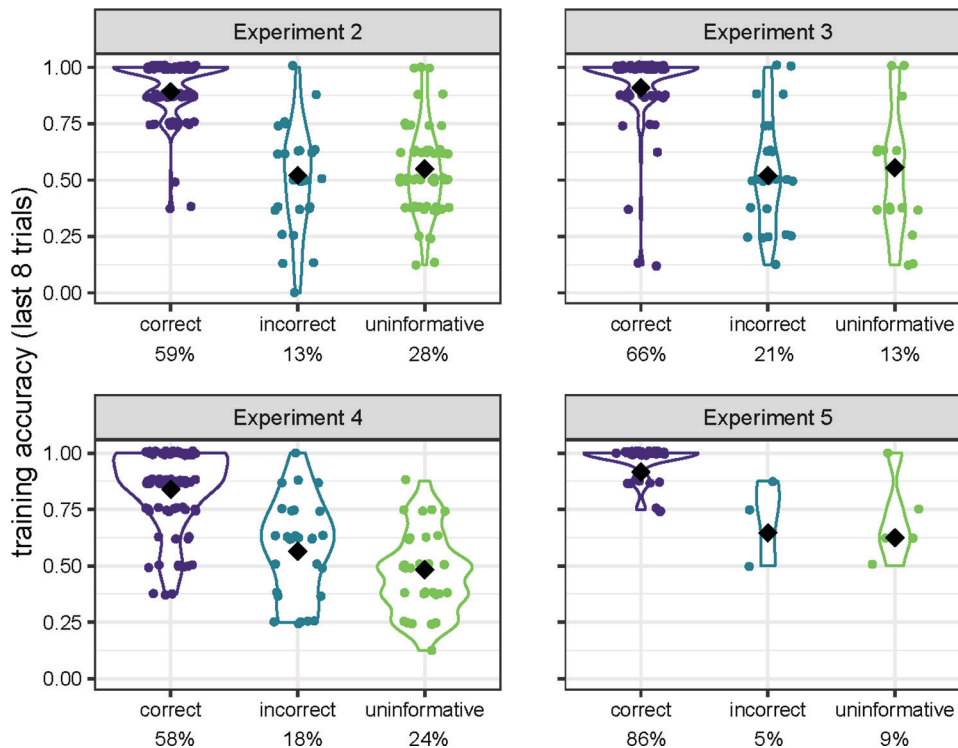 training accuracy (last 8 trials)
Experiment 2
1.00
0.75
0.50
0.25
0.00
correct incorrect uninformative
59% 13% 28%
Experiment 3
correct incorrect uninformative
66% 21% 13%
Experiment 4
1.00
0.75
0.50
0.25
0.00
correct incorrect uninformative
58% 18% 24%
Experiment 5
correct incorrect uninformative
86% 5% 9%